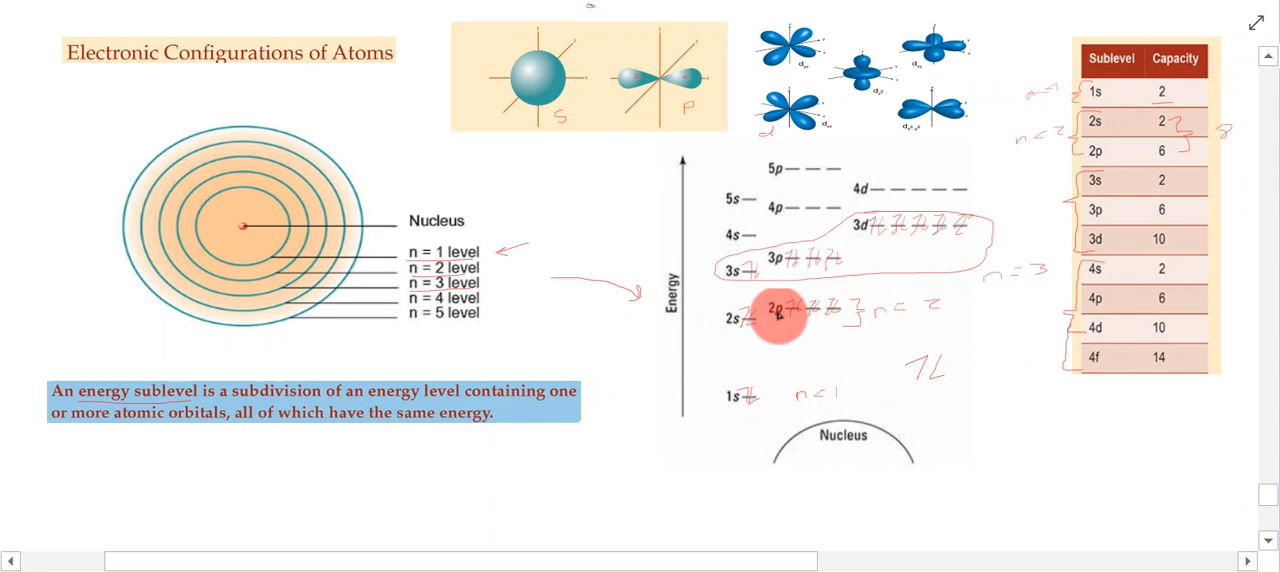 Electronic Configurations of Atoms
Nucleus
n = 1 level
n = 2 level
n = 3 level
n = 4 level
n = 5 level
An energy sublevel is a subdivision of an energy level containing one
or more atomic orbitals, all of which have the same energy.
S
P
d
Energy
5p
5s
4d
4p
4s
3d
3p
3s
n = 3
2p
2s
n = 2
1s
n < 1
Nucleus
Sublevel Capacity
1s 2
2s 2
n < 2
8
2p 6
3s 2
3p 6
3d 10
4s 2
4p 6
4d 10
4f 14